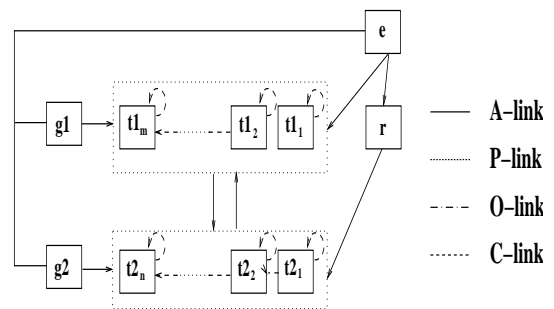 e
g1
t1m
t12
t11
r
g2
t2n
t22
t21
A-link
P-link
O-link
C-link